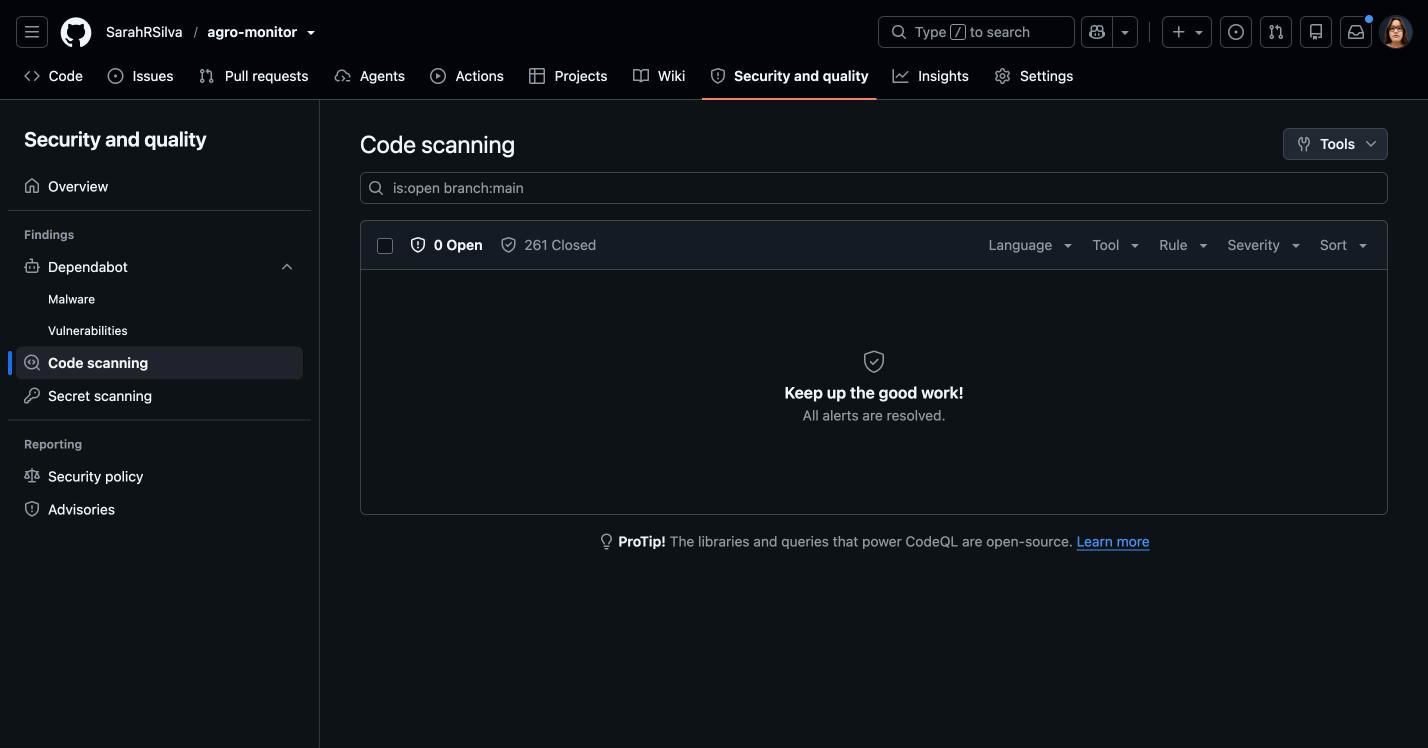 SarahRSilva / agro-monitor
Type / to search
Code Issues Pull requests Agents Actions Projects Wiki Security and quality Insights Settings
Security and quality
Overview
Findings
Dependabot
Malware
Vulnerabilities
Code scanning
Secret scanning
Reporting
Security policy
Advisories
Code scanning
Tools
is:open branch:main
0 Open 261 Closed Language Tool Rule Severity Sort
Keep up the good work!
All alerts are resolved.
ProTip! The libraries and queries that power CodeQL are open-source. Learn more